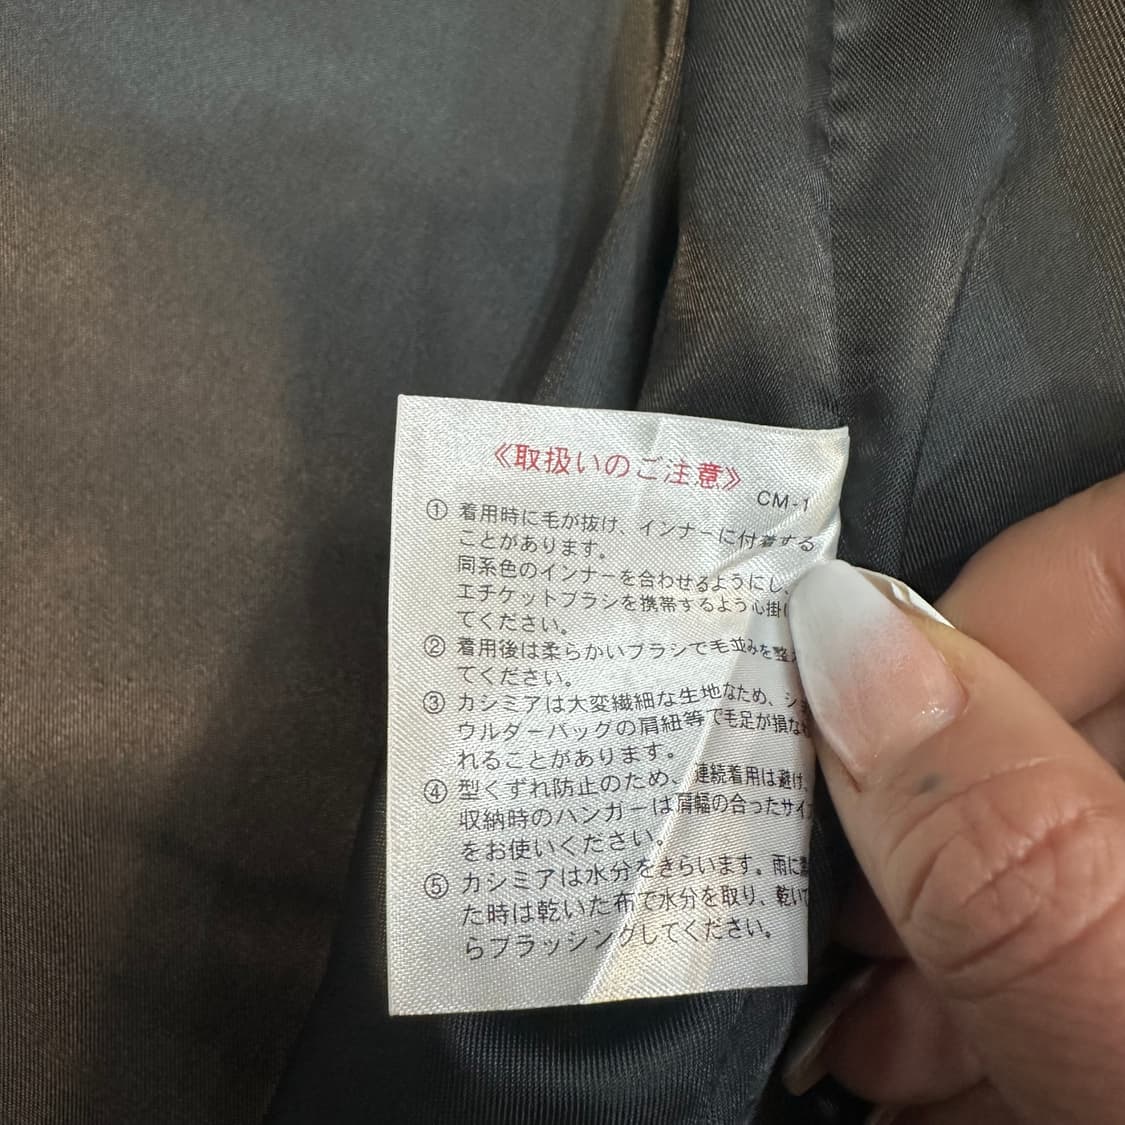 《取扱いのご注意》
CM-1
① 着用時に毛が抜け、インナーに付着する
ことがあります。
同系色のインナーを合わせるようにし、
エチケットブラシを携帯するよう心掛け
てください。
② 着用後は柔らかいブラシで毛並みを整え
てください。
③ カシミアは大変繊細な生地なため、ショ
ウルダーバッグの肩紐等で毛足が損なわ
れることがあります。
④ 型くずれ防止のため、連続着用は避け、
収納時のハンガーは肩幅の合ったサイズ
をお使いください。
⑤ カシミアは水分をきらいます。雨に濡
た時は乾いた布で水分を取り、乾いて
らブラッシングしてください。